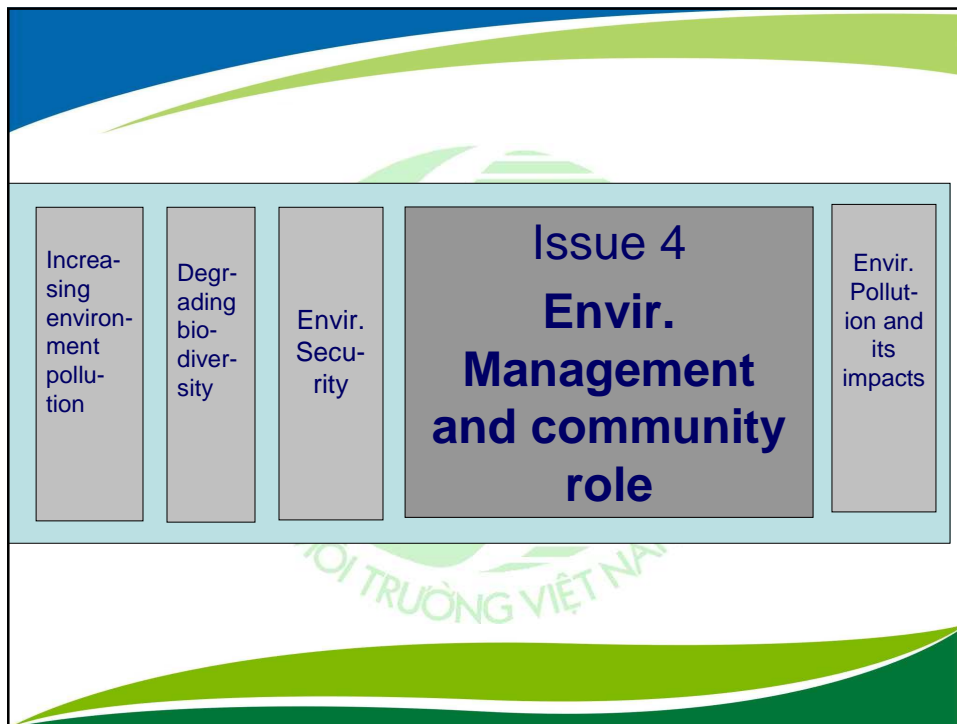 Increa-
sing
environ-
ment
pollu-
tion
Degr-
ading
bio-
diver-
sity
Envir.
Secu-
rity
Issue 4
Envir.
Management
and community
role
Envir.
Pollut-
ion and
its
impacts
TRƯỜNG VIỆT